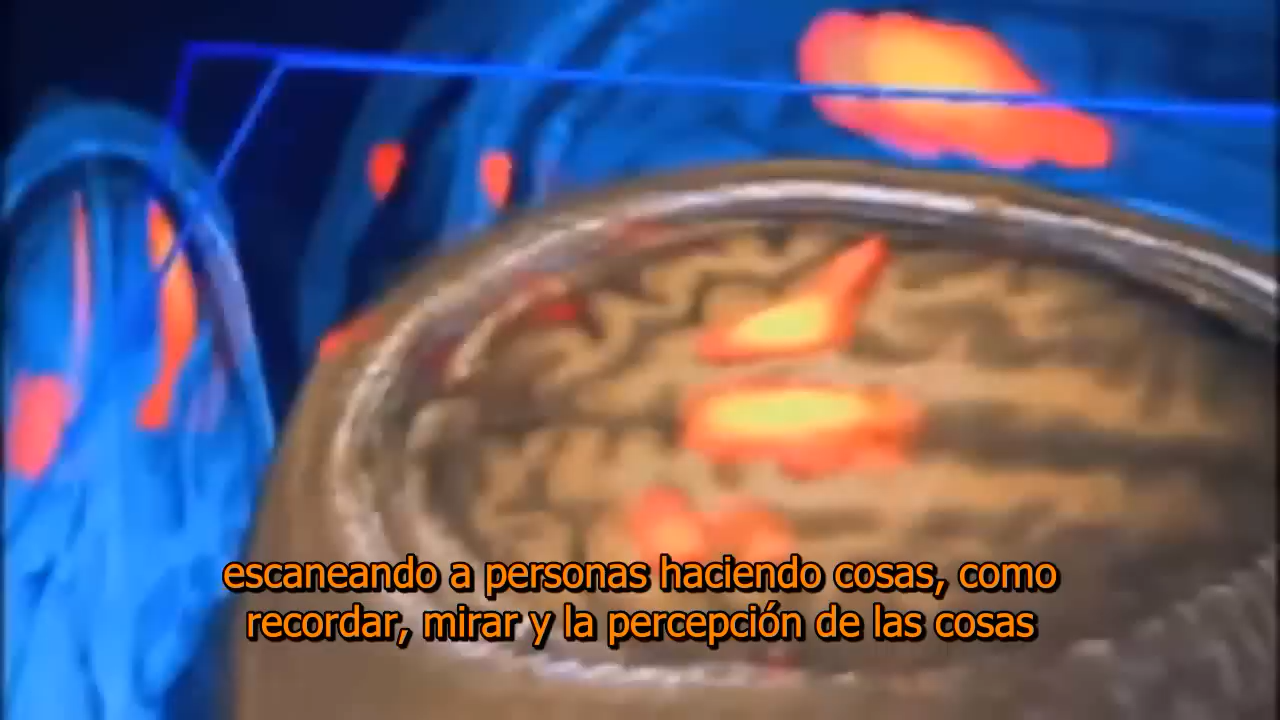 escaneando a personas haciendo cosas, como
recordar, mirar y la percepción de las cosas